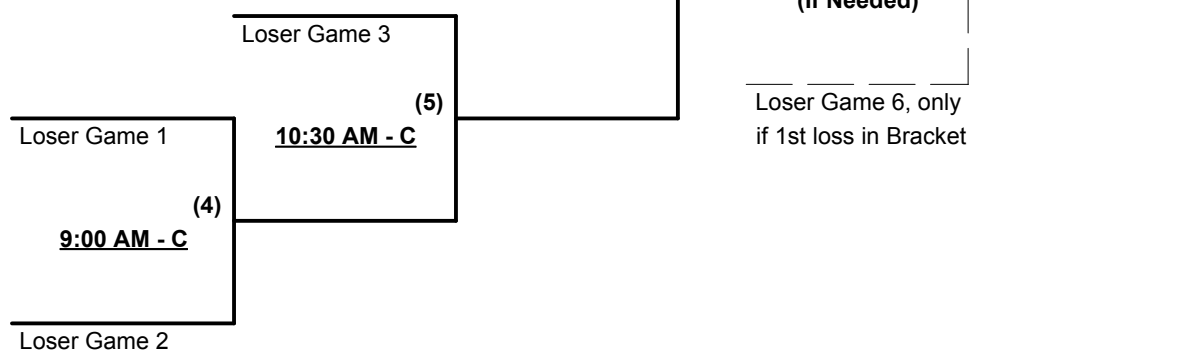 (If Needed)
Loser Game 3
(5)
10:30 AM - C
Loser Game 6, only
if 1st loss in Bracket
Loser Game 1
(4)
9:00 AM - C
Loser Game 2